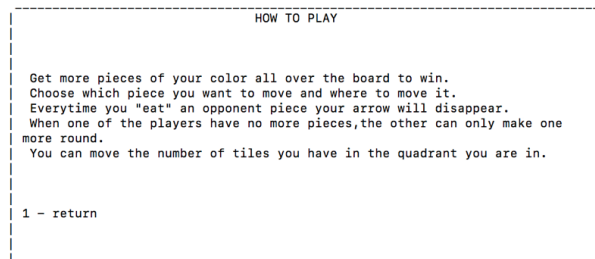 HOW TO PLAY
Get more pieces of your color all over the board to win.
Choose which piece you want to move and where to move it.
Everytime you "eat" an opponent piece your arrow will disappear.
When one of the players have no more pieces,the other can only make one
more round.
You can move the number of tiles you have in the quadrant you are in.
1 - return